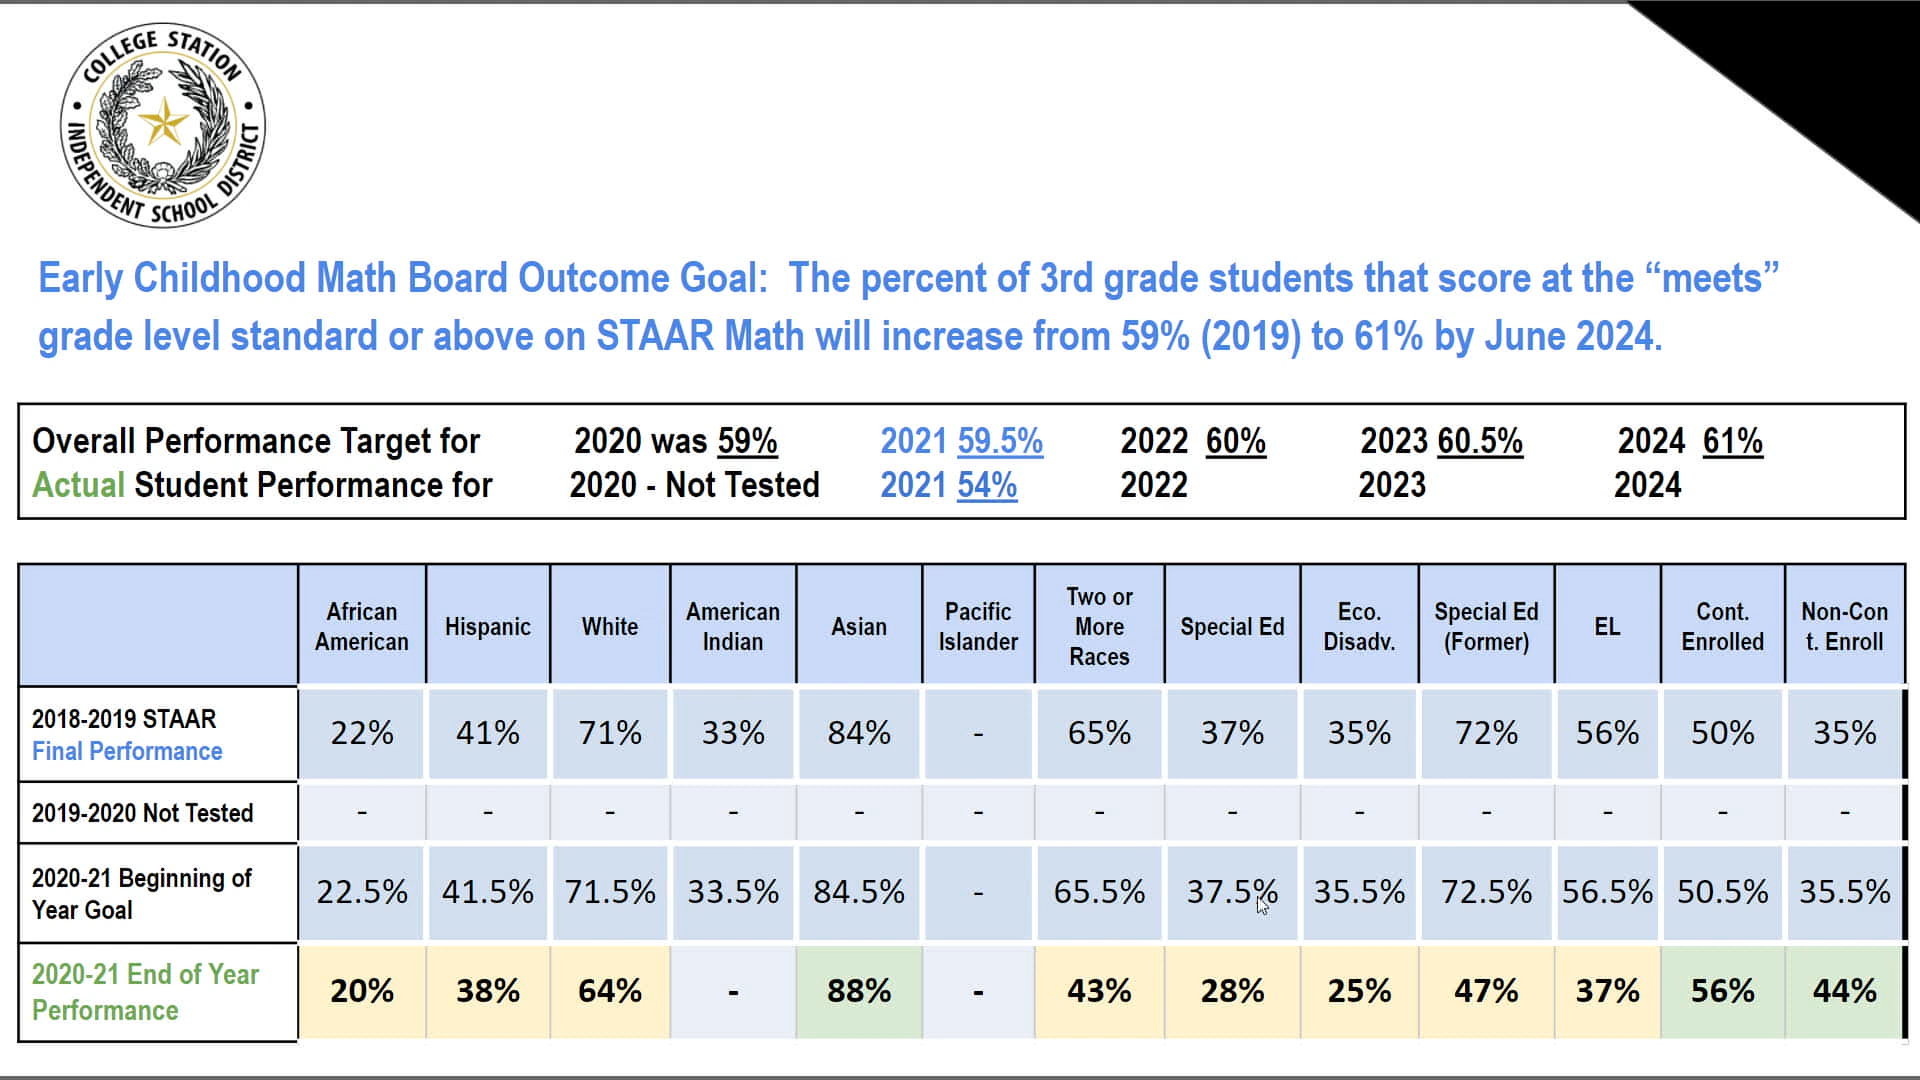 COLLEGE STATION
INDEPENDENT SCHOOL DISTRICT
Early Childhood Math Board Outcome Goal: The percent of 3rd grade students that score at the “meets”
grade level standard or above on STAAR Math will increase from 59% (2019) to 61% by June 2024.
Overall Performance Target for 2020 was 59% 2021 59.5% 2022 60% 2023 60.5% 2024 61%
Actual Student Performance for 2020 - Not Tested 2021 54% 2022 2023 2024
African American Hispanic White American Indian Asian Pacific Islander Two or More Races Special Ed Eco. Disadv. Special Ed (Former) EL Cont. Enrolled Non-Con t. Enroll
2018-2019 STAAR
Final Performance
22% 41% 71% 33% 84% - 65% 37% 35% 72% 56% 50% 35%
2019-2020 Not Tested - - - - - - - - - - - - -
2020-21 Beginning of
Year Goal
22.5% 41.5% 71.5% 33.5% 84.5% - 65.5% 37.5% 35.5% 72.5% 56.5% 50.5% 35.5%
2020-21 End of Year
Performance
20% 38% 64% - 88% - 43% 28% 25% 47% 37% 56% 44%